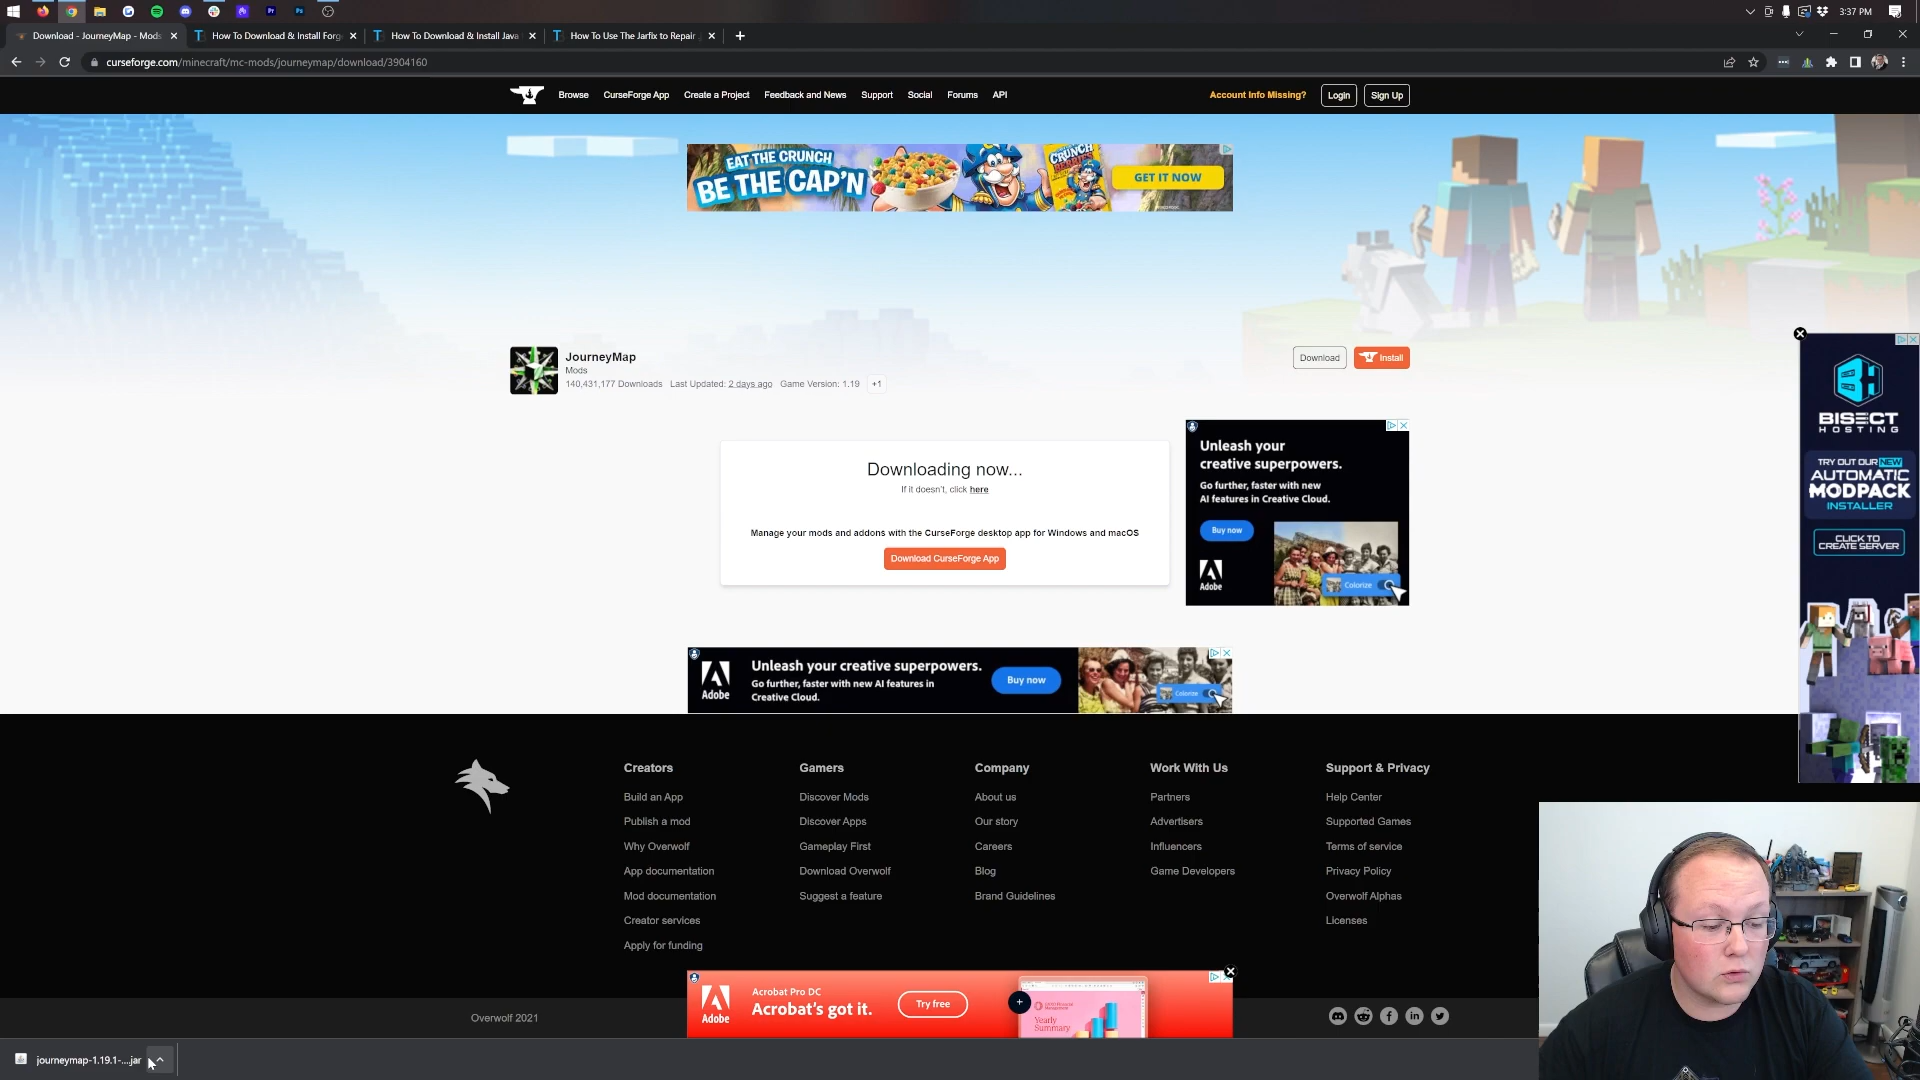 3:37 PM
Download - JourneyMap - Mods
How To Download & Install Forg
How To Download & Install Java
How To Use The Jarfix to Repair
curseforge.com/minecraft/mc-mods/journeymap/download/3904160
Browse
CurseForge App
Create a Project
Feedback and News
Support
Social
Forums
API
Account Info Missing?
Login
Sign Up
EAT THE CRUNCH
BE THE CAP'N
CRUNCH
BERRIES
GET IT NOW
JourneyMap
Mods
140,431,177 Downloads Last Updated: 2 days ago Game Version: 1.19 +1
Download
Install
Downloading now...
If it doesn't, click here
Manage your mods and addons with the CurseForge desktop app for Windows and macOS
Download CurseForge App
Unleash your
creative superpowers.
Go further, faster with new
AI features in Creative Cloud.
Buy now
Adobe
Colorize
BISECT
HOSTING
TRY OUT OUR NEW
AUTOMATIC
MODPACK
INSTALLER
CLICK TO
CREATE SERVER
Adobe
Unleash your creative superpowers.
Go further, faster with new AI features in
Creative Cloud.
Buy now
Colorize
Creators
Build an App
Publish a mod
Why Overwolf
App documentation
Mod documentation
Creator services
Apply for funding
Gamers
Discover Mods
Discover Apps
Gameplay First
Download Overwolf
Suggest a feature
Company
About us
Our story
Careers
Blog
Brand Guidelines
Work With Us
Partners
Advertisers
Influencers
Game Developers
Support & Privacy
Help Center
Supported Games
Terms of service
Privacy Policy
Overwolf Alphas
Licenses
Adobe
Acrobat Pro DC
Acrobat's got it.
Try free
Yearly
Summary
Overwolf 2021
journeymap-1.19.1-....jar